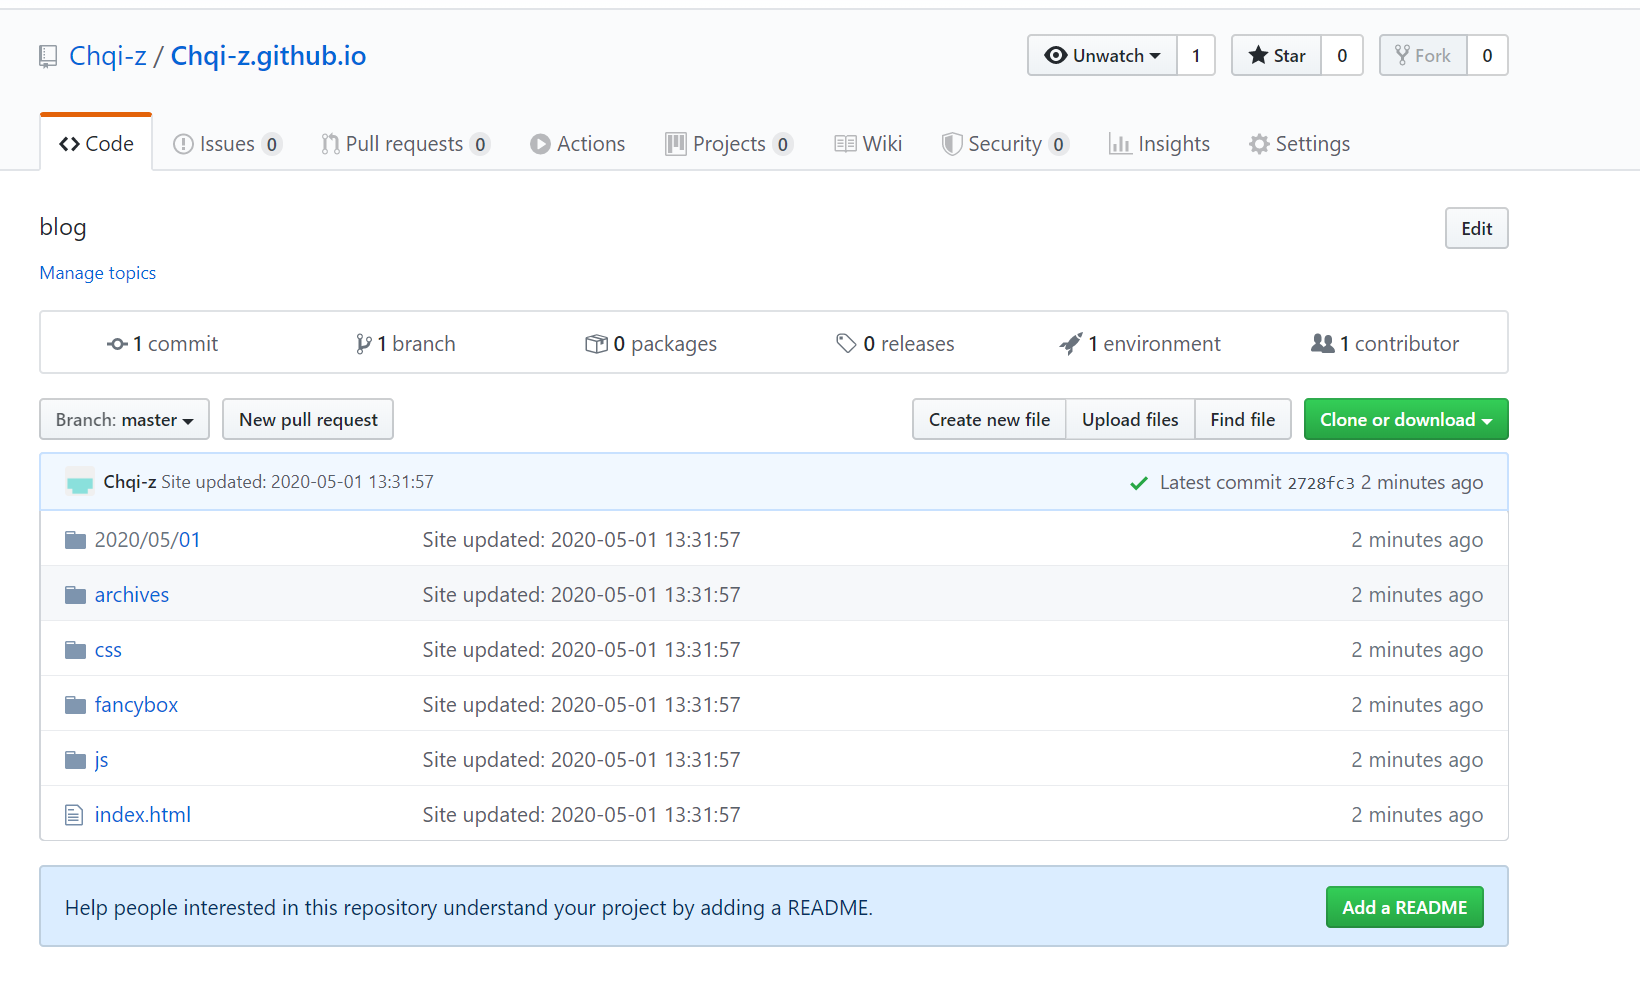 Chqi-z / Chqi-z.github.io Unwatch 1 Star 0 Fork 0
Code Issues 0 Pull requests 0 Actions Projects 0 Wiki Security 0 Insights Settings
blog Edit
Manage topics
1 commit 1 branch 0 packages 0 releases 1 environment 1 contributor
Branch: master New pull request Create new file Upload files Find file Clone or download
Chqi-z Site updated: 2020-05-01 13:31:57 Latest commit 2728fc3 2 minutes ago
2020/05/01 Site updated: 2020-05-01 13:31:57 2 minutes ago
archives Site updated: 2020-05-01 13:31:57 2 minutes ago
css Site updated: 2020-05-01 13:31:57 2 minutes ago
fancybox Site updated: 2020-05-01 13:31:57 2 minutes ago
js Site updated: 2020-05-01 13:31:57 2 minutes ago
index.html Site updated: 2020-05-01 13:31:57 2 minutes ago
Help people interested in this repository understand your project by adding a README. Add a README